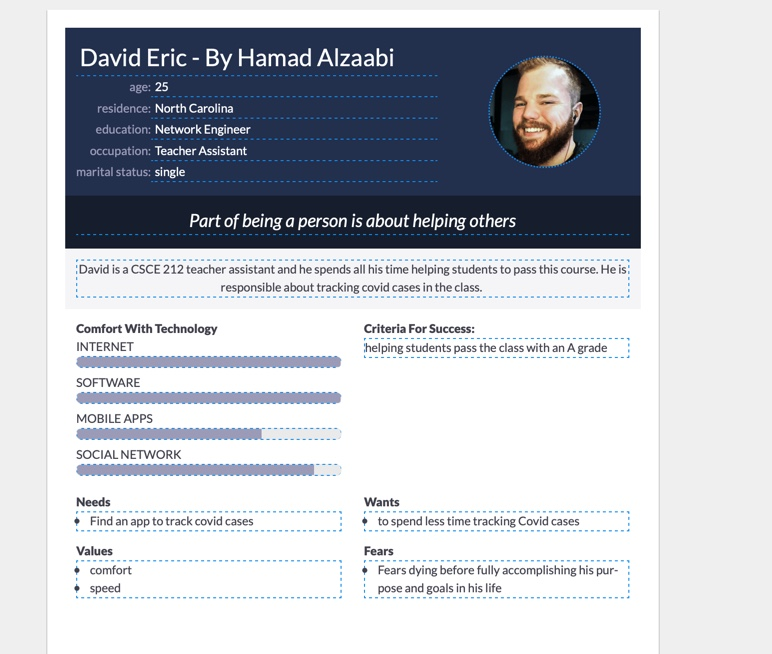 David Eric - By Hamad Alzaabi
age: 25
residence: North Carolina
education: Network Engineer
occupation: Teacher Assistant
marital status: single
Part of being a person is about helping others
David is a CSCE 212 teacher assistant and he spends all his time helping students to pass this course. He is
responsible about tracking covid cases in the class.
Comfort With Technology
INTERNET
SOFTWARE
MOBILE APPS
SOCIAL NETWORK
Criteria For Success:
helping students pass the class with an A grade
Needs
Find an app to track covid cases
Wants
to spend less time tracking Covid cases
Values
comfort
speed
Fears
Fears dying before fully accomplishing his pur-
pose and goals in his life